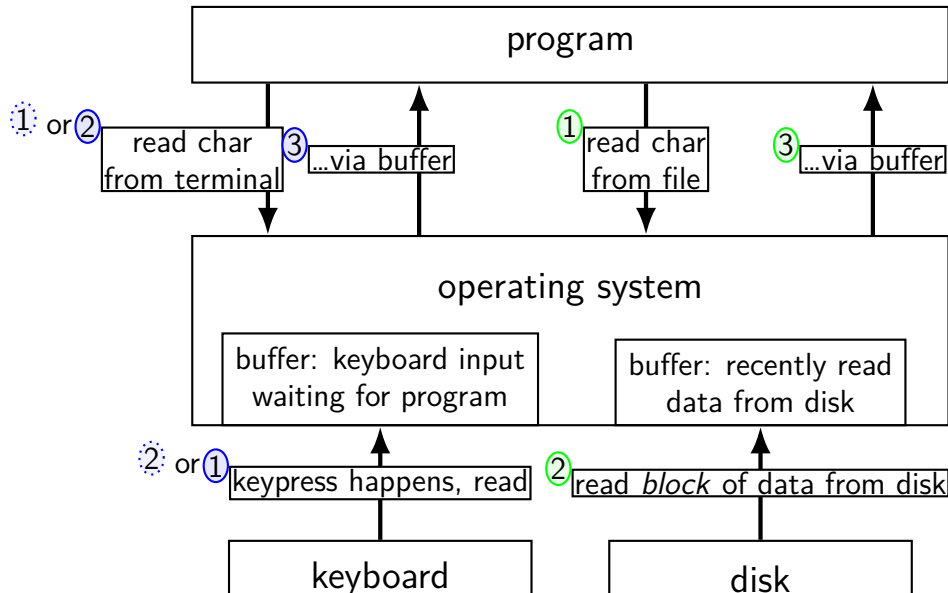 program
1 or 2
read char
from terminal
3
...via buffer
1
read char
from file
3
...via buffer
operating system
buffer: keyboard input
waiting for program
buffer: recently read
data from disk
2 or 1
keypress happens, read
2
read block of data from disk
keyboard
disk